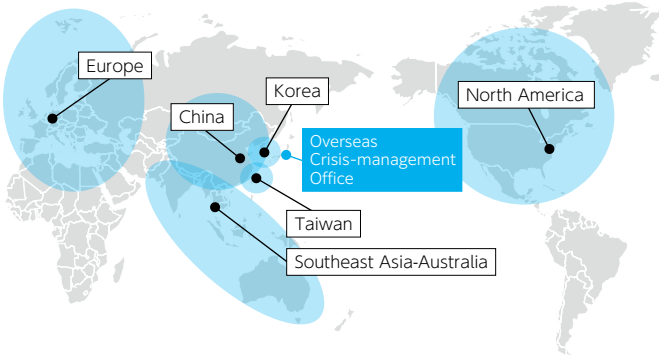 Europe
Korea
North America
China
Overseas
Crisis-management
Office
Taiwan
Southeast Asia-Australia